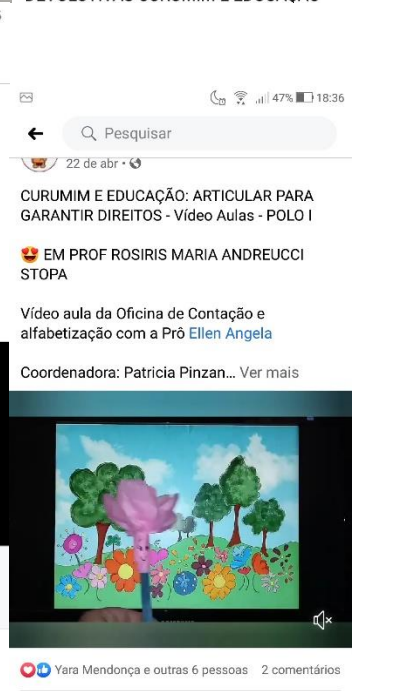 47% 18:36
Pesquisar
22 de abr •
CURUMIM E EDUCAÇÃO: ARTICULAR PARA
GARANTIR DIREITOS - Vídeo Aulas - POLO I
😍 EM PROF ROSIRIS MARIA ANDREUCCI
STOPA
Vídeo aula da Oficina de Contação e
alfabetização com a Prô Ellen Angela
Coordenadora: Patricia Pinzan... Ver mais
Yara Mendonça e outras 6 pessoas 2 comentários